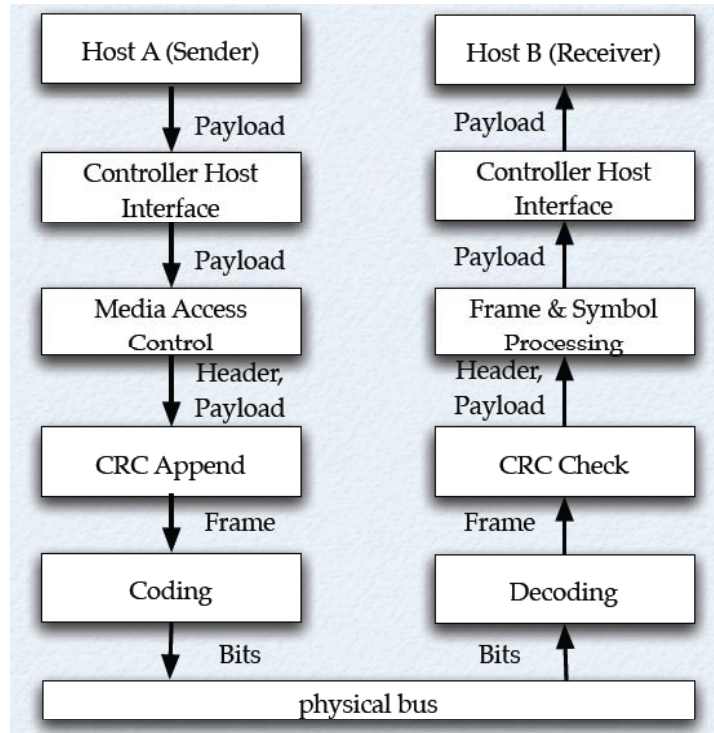 Host A (Sender)
Payload
Controller Host
Interface
Payload
Media Access
Control
Header,
Payload
CRC Append
Frame
Coding
Bits
Host B (Receiver)
Payload
Controller Host
Interface
Payload
Frame & Symbol
Processing
Header,
Payload
CRC Check
Frame
Decoding
Bits
physical bus